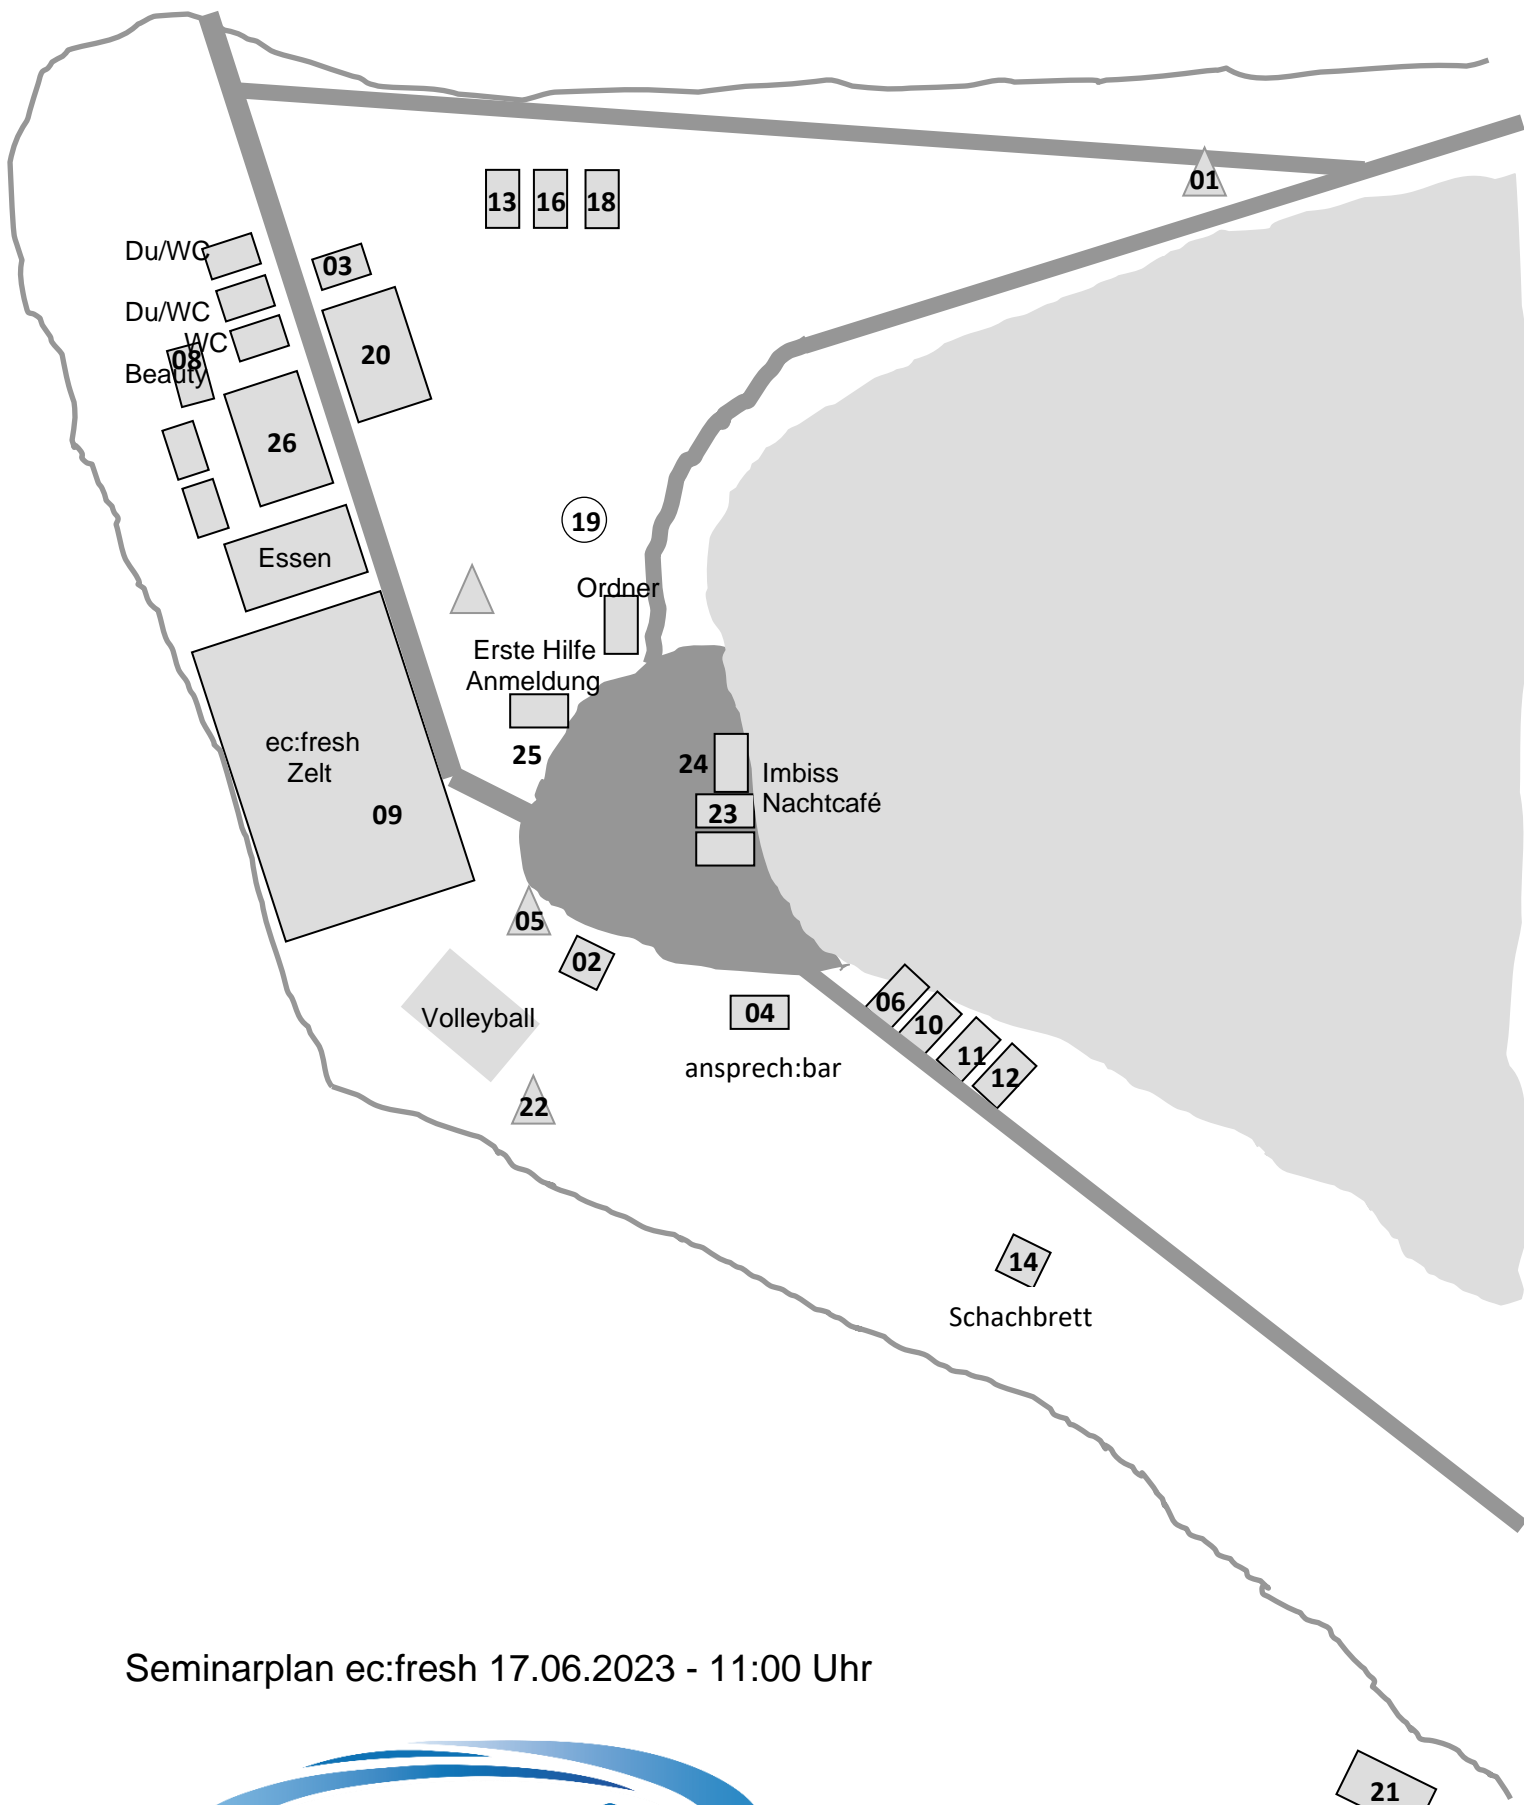 01
13 16 18
Du/WC
03
Du/WC
WC
08
20
Beauty
26
19
Essen
Ordner
Erste Hilfe
Anmeldung
ec:fresh
Zelt
25
24
Imbiss
Nachtcafé
23
09
05
02
06
04
Volleyball
10
11
ansprech:bar
12
22
14
Schachbrett
Seminarplan ec:fresh 17.06.2023 - 11:00 Uhr
21